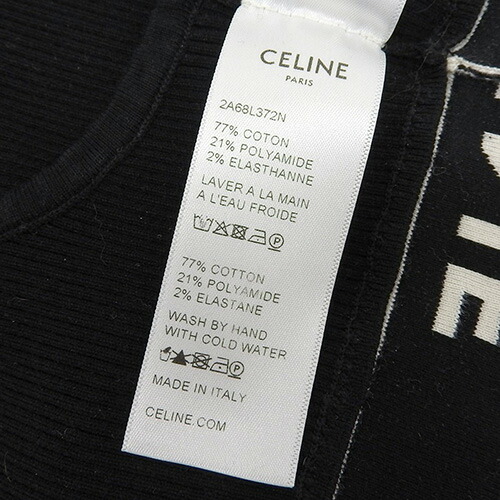 CELINE
PARIS
2A68L372N
77% COTON
21% POLYAMIDE
2% ELASTHANNE
LAVER A LA MAIN
A L'EAU FROIDE
77% COTTON
21% POLYAMIDE
2% ELASTANE
WASH BY HAND
WITH COLD WATER
MADE IN ITALY
CELINE.COM